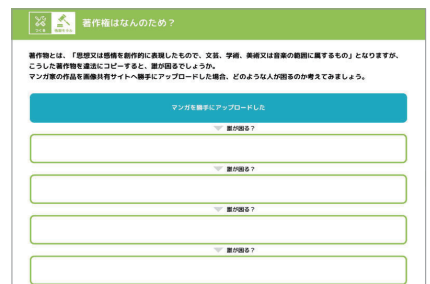 著作権はなんのため？
著作物とは、「思想又は感情を創作的に表現したもので、文芸、学術、美術又は音楽の範囲に属するもの」となりますが、
こうした著作物を違法にコピーすると、誰が困るでしょうか。
マンガ家の作品を画像共有サイトへ勝手にアップロードした場合、どのような人が困るのか考えてみましょう。
マンガを勝手にアップロードした
誰が困る？
誰が困る？
誰が困る？
誰が困る？